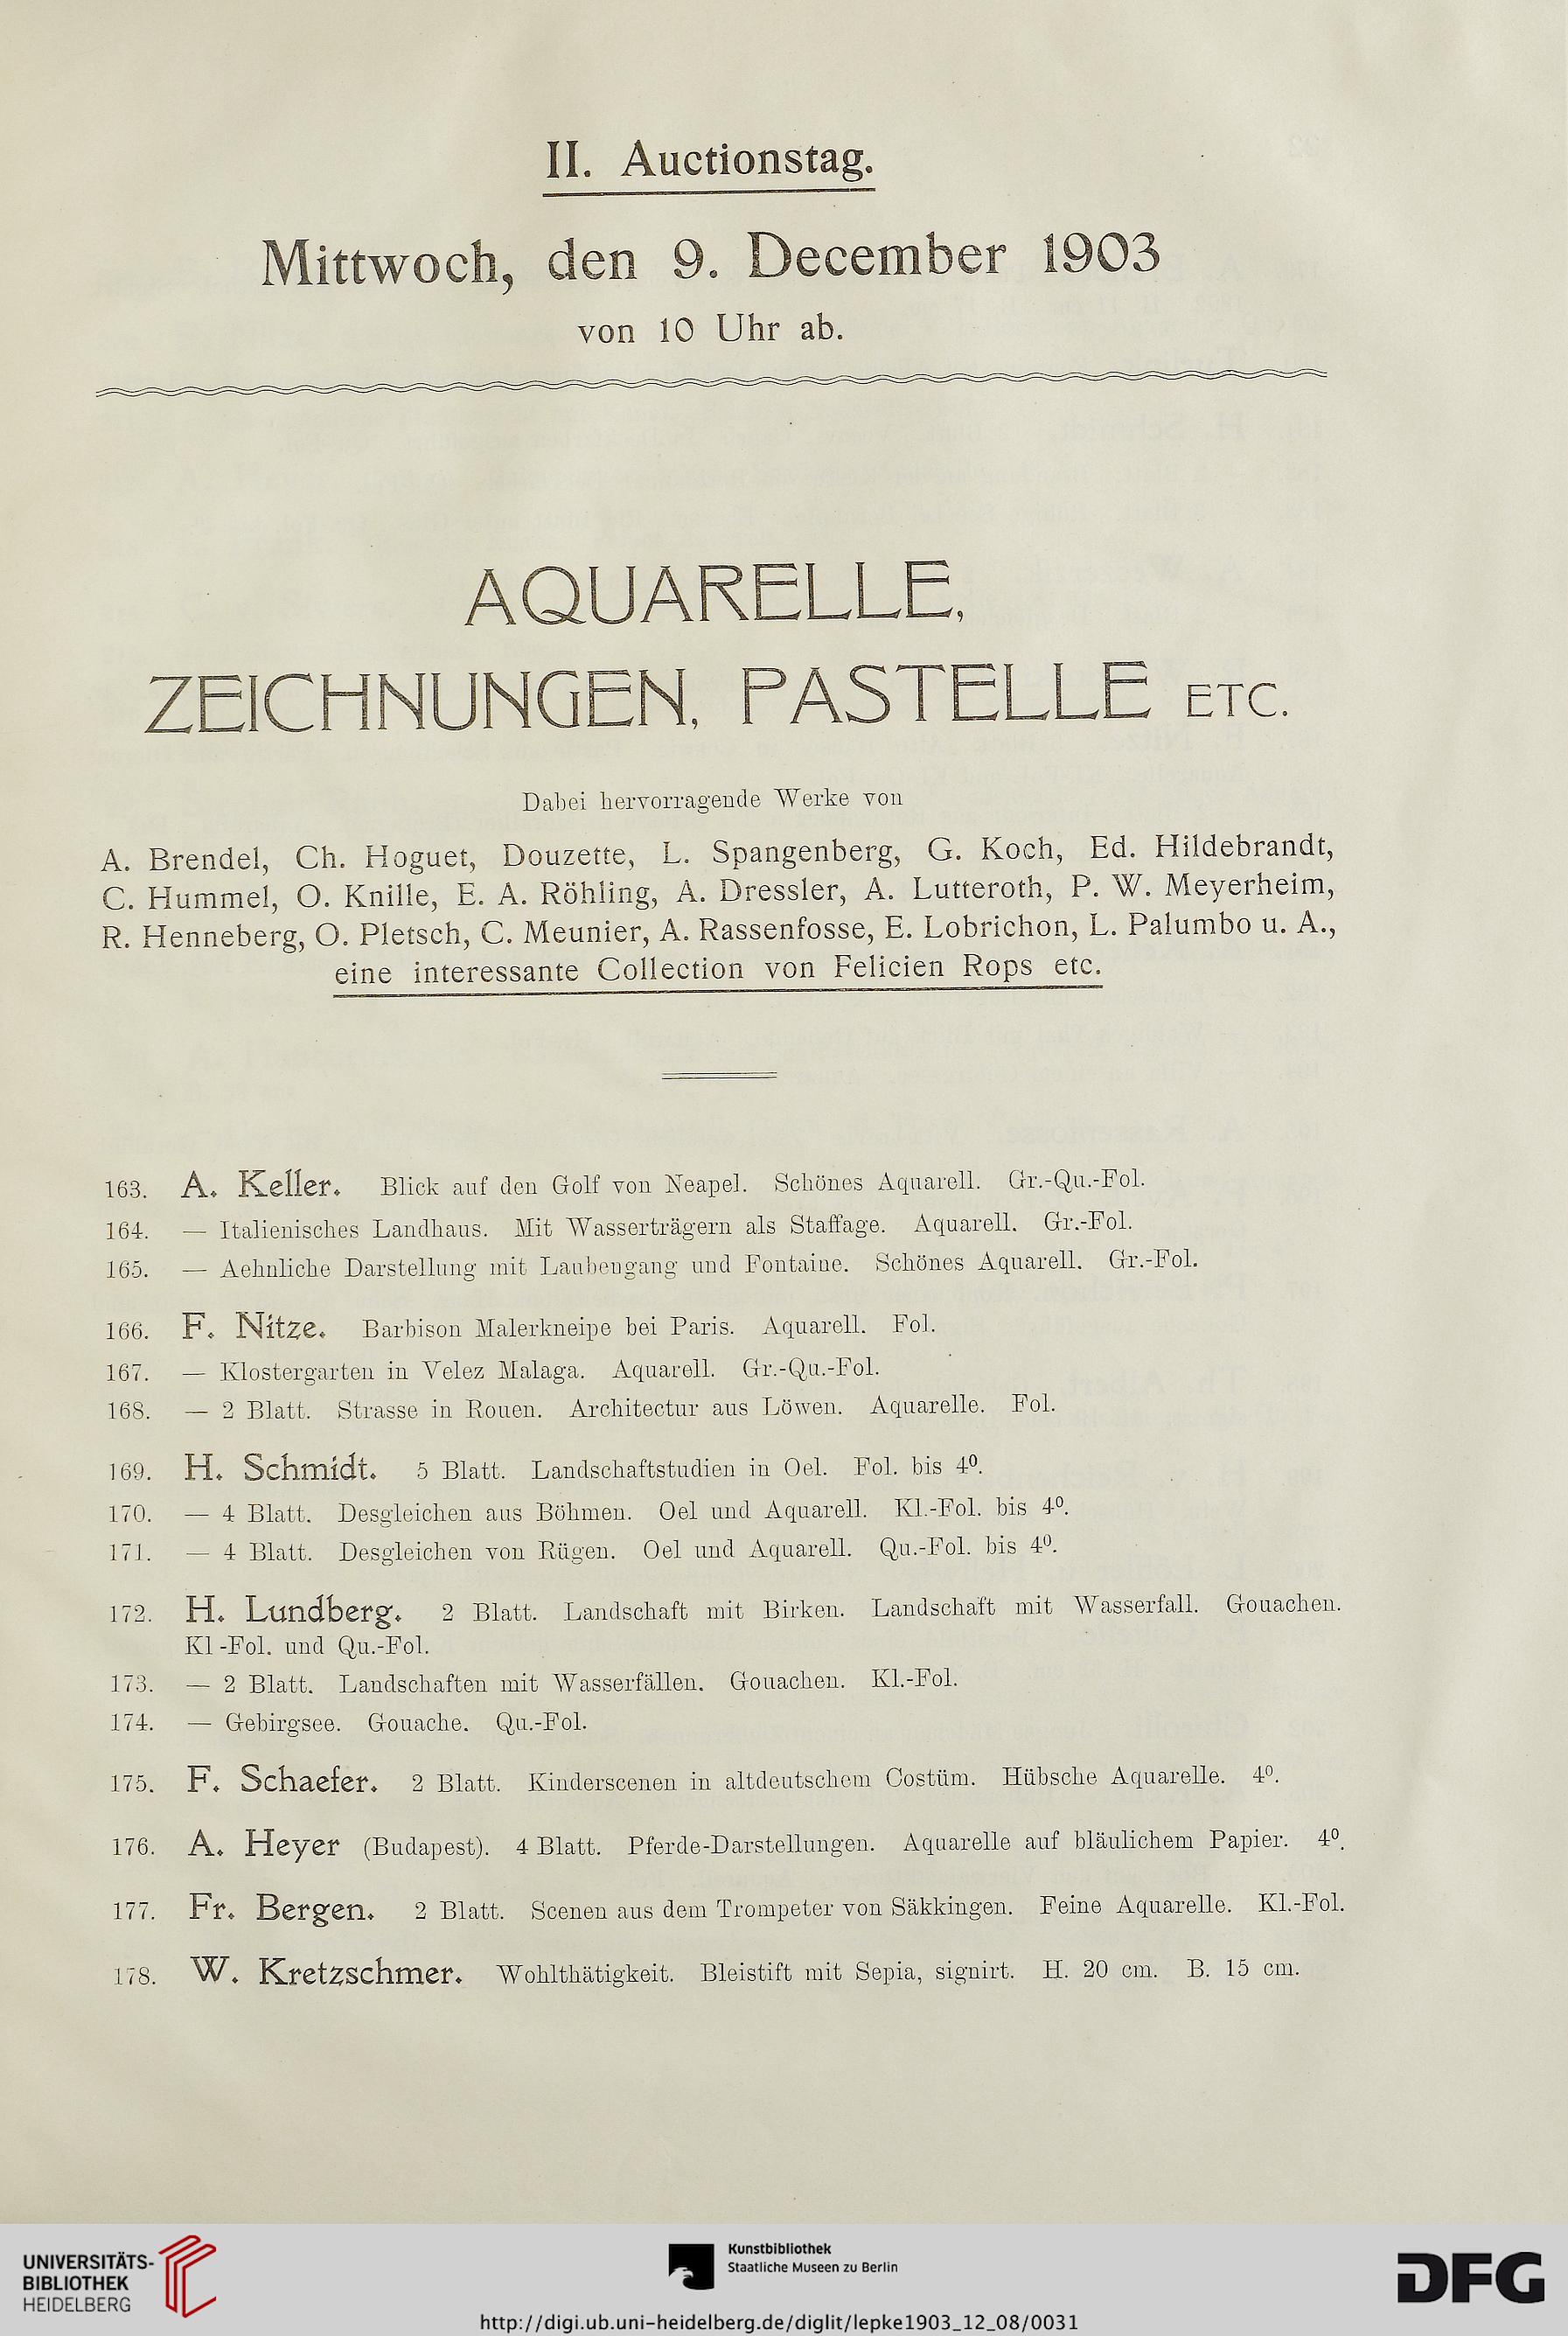 II. Auctionstag.
Mittwoch, den 9. December 1903
von 10 Uhr ab.
AQUARELLE,
ZEICHNUNGEN, PASTELLE ETC.
Dabei hervorragende Werke von
A. Brendel, Ch. Hoguet, Douzette, L. Spangenberg, G. Koch, Ed. Hildebrandt,
C. Hummel, O. Knille, E. A. Röhling, A. Dressler, A. Lutteroth, P. W. Meyerheim,
R. Henneberg, O. Pletsch, C. Meunier, A. Rassenfosse, E. Lobrichon, L. Palumbo u. A.,
eine interessante Collection von Felicien Rops etc.
163. A. Keller. Blick auf den Golf von Neapel. Schönes Aquarell. Gr.-Qu.-Fol.
164. — Italienisches Landhaus. Mit Wasserträgern als Staffage. Aquarell. Gr.-Fol.
165. — Aehnliche Darstellung mit Laubengang und Fontaine. Schönes Aquarell. Gr.-Fol.
166. F. Nitze. Barbison Malerkneipe bei Paris. Aquarell. Fol.
167. — Klostergarten in Velez Malaga. Aquarell. Gr.-Qu.-Fol.
168. — 2 Blatt. Strasse in Rouen. Architectur aus Löwen. Aquarelle. Fol.
169. H. Schmidt. 5 Blatt. Landschaftstudien in Oel. Fol. bis 4⁰.
170. — 4 Blatt. Desgleichen aus Böhmen. Oel und Aquarell. Kl.-Fol. bis 4⁰.
171. — 4 Blatt. Desgleichen von Rügen. Oel und Aquarell. Qu.-Fol. bis 4⁰.
172. H. Lundberg. 2 Blatt. Landschaft mit Birken. Landschaft mit Wasserfall. Gouachen.
Kl -Fol. und Qu.-Fol.
173. — 2 Blatt. Landschaften mit Wasserfällen. Gouachen. Kl.-Fol.
174. — Gebirgsee. Gouache. Qu.-Fol.
175. F. Schaefer. 2 Blatt. Kinderscenen in altdeutschem Costüm. Hübsche Aquarelle. 4⁰.
176. A. Heyer (Budapest). 4 Blatt. Pferde-Darstellungen. Aquarelle auf bläulichem Papier. 4⁰.
177. Fr. Bergen. 2 Blatt. Scenen aus dem Trompeter von Säkkingen. Feine Aquarelle. Kl.-Fol.
178. W. Kretzschmer. Wohlthätigkeit. Bleistift mit Sepia, signirt. H. 20 cm. B. 15 cm.
UNIVERSITÄTS-
BIBLIOTHEK
HEIDELBERG
Kunstbibliothek
Staatliche Museen zu Berlin
DFG
http://digi.ub.uni-heidelberg.de/diglit/lepke1903_12_08/0031